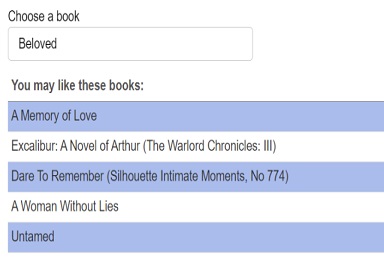 Choose a book
Beloved
You may like these books:
A Memory of Love
Excalibur: A Novel of Arthur (The Warlord Chronicles: III)
Dare To Remember (Silhouette Intimate Moments, No 774)
A Woman Without Lies
Untamed